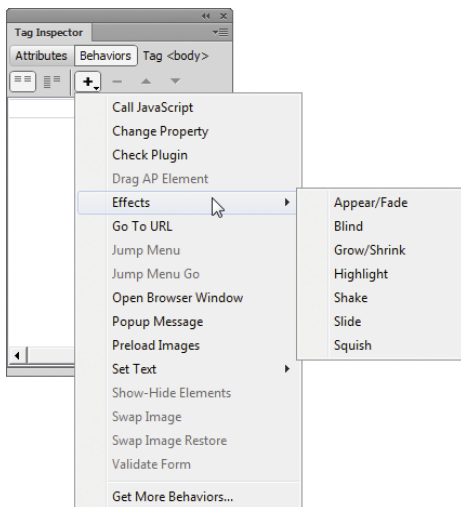 Tag Inspector
Attributes Behaviors Tag <body>
Call JavaScript
Change Property
Check Plugin
Drag AP Element
Effects
Go To URL
Jump Menu
Jump Menu Go
Open Browser Window
Popup Message
Preload Images
Set Text
Show-Hide Elements
Swap Image
Swap Image Restore
Validate Form
Get More Behaviors...
Appear/Fade
Blind
Grow/Shrink
Highlight
Shake
Slide
Squish